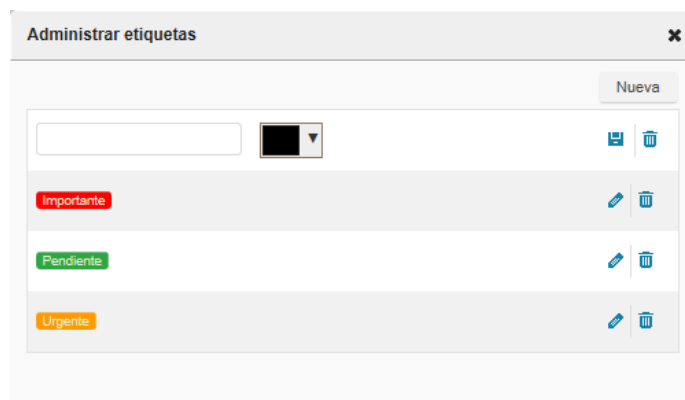 Administrar etiquetas
Nueva
Importante
Pendiente
Urgente